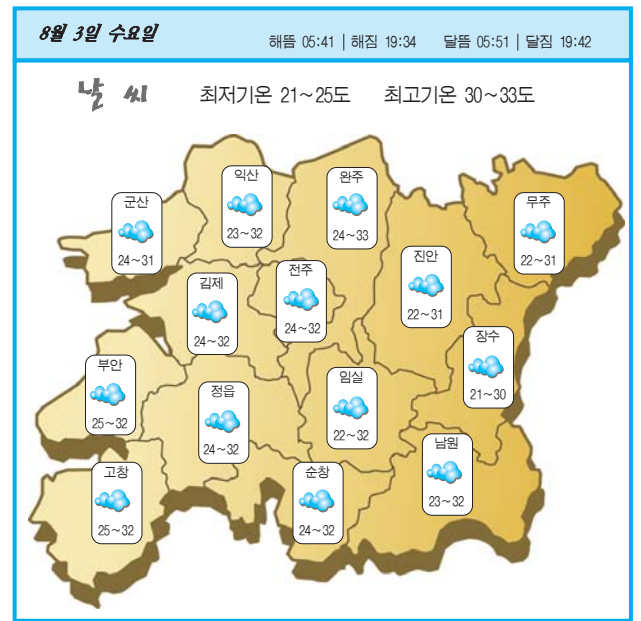 8월 3일 수요일
해뜸 05:41 | 해짐 19:34 달뜸 05:51 | 달짐 19:42
날씨 최저기온 21~25도 최고기온 30~33도
익산
23~32
완주
24~33
군산
24~31
무주
22~31
진안
22~31
김제
24~32
전주
24~32
장수
21~30
부안
25~32
정읍
24~32
임실
22~32
남원
23~32
고창
25~32
순창
24~32